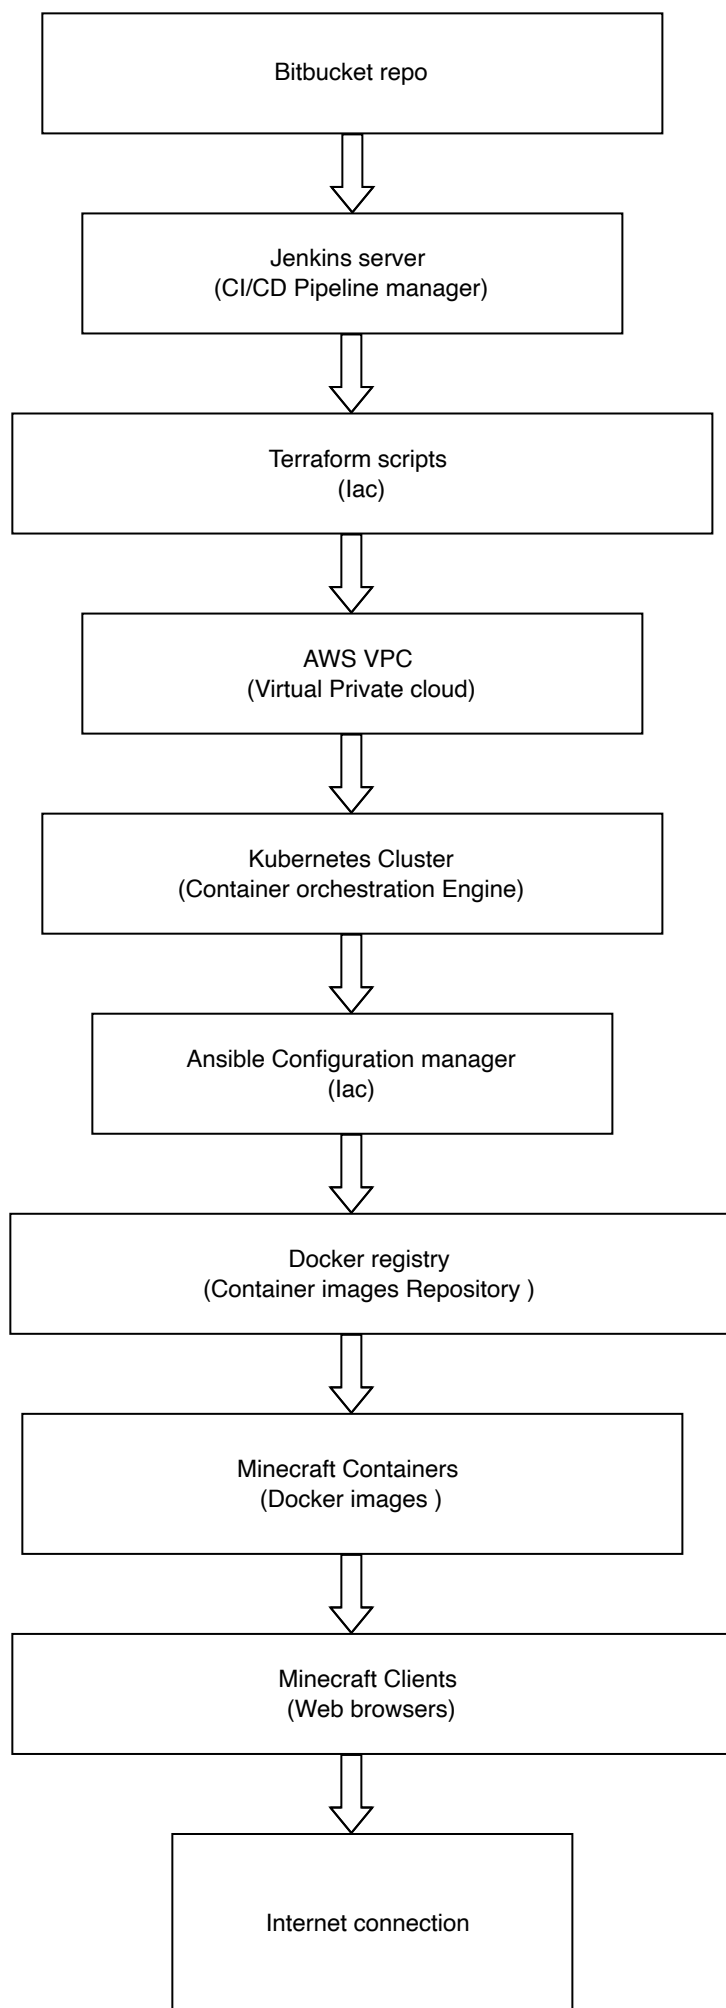 Bitbucket repo
Jenkins server
(CI/CD Pipeline manager)
Terraform scripts
(Iac)
AWS VPC
(Virtual Private cloud)
Kubernetes Cluster
(Container orchestration Engine)
Ansible Configuration manager
(Iac)
Docker registry
(Container images Repository )
Minecraft Containers
(Docker images )
Minecraft Clients
(Web browsers)
Internet connection